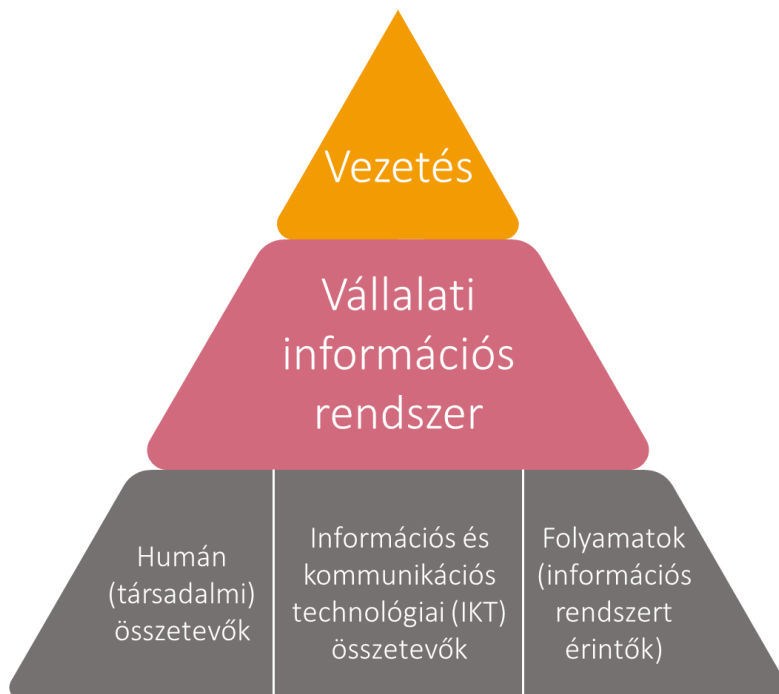 Vezetés
Vállalati
információs
rendszer
Humán
(társadalmi)
összetevők
Információs és
kommunikációs
technológiai (IKT)
összetevők
Folyamatok
(információs
rendszert
érintők)